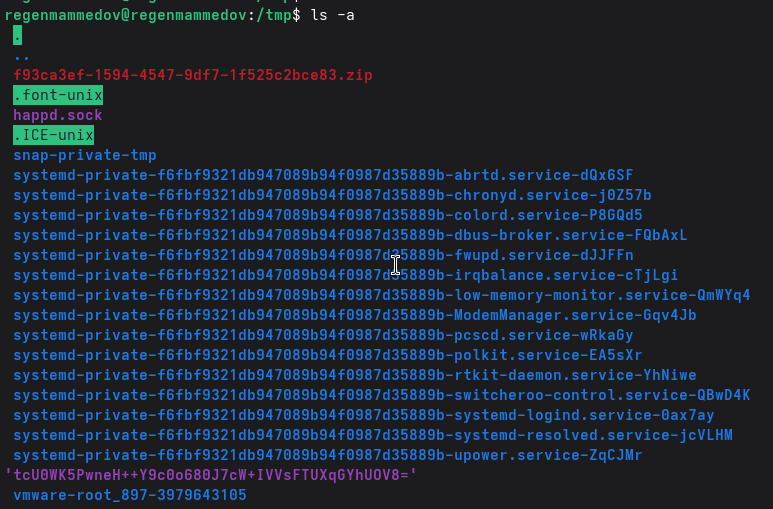 regenmammedov@regenmammedov:/tmp$ ls -a
.
..
f93ca3ef-1594-4547-9df7-1f525c2bce83.zip
.font-unix
happd.sock
.ICE-unix
snap-private-tmp
systemd-private-f6fbf9321db947089b94f0987d35889b-abrtd.service-dQx6SF
systemd-private-f6fbf9321db947089b94f0987d35889b-chronyd.service-j0Z57b
systemd-private-f6fbf9321db947089b94f0987d35889b-colord.service-P8GQd5
systemd-private-f6fbf9321db947089b94f0987d35889b-dbus-broker.service-FQbAxL
systemd-private-f6fbf9321db947089b94f0987d35889b-fwupd.service-dJJFFn
systemd-private-f6fbf9321db947089b94f0987d35889b-irqbalance.service-cTjLgi
systemd-private-f6fbf9321db947089b94f0987d35889b-low-memory-monitor.service-QmWYq4
systemd-private-f6fbf9321db947089b94f0987d35889b-ModemManager.service-Gqv4Jb
systemd-private-f6fbf9321db947089b94f0987d35889b-pcscd.service-wRkaGy
systemd-private-f6fbf9321db947089b94f0987d35889b-polkit.service-EA5sXr
systemd-private-f6fbf9321db947089b94f0987d35889b-rtkit-daemon.service-YhNiwe
systemd-private-f6fbf9321db947089b94f0987d35889b-switcheroo-control.service-QBwD4K
systemd-private-f6fbf9321db947089b94f0987d35889b-systemd-logind.service-0ax7ay
systemd-private-f6fbf9321db947089b94f0987d35889b-systemd-resolved.service-jcVLHM
systemd-private-f6fbf9321db947089b94f0987d35889b-upower.service-ZqCJMr
'tcU0WK5PwneH++Y9c0o680J7cW+IVVsFTUXqGYhUOV8='
vmware-root_897-3979643105